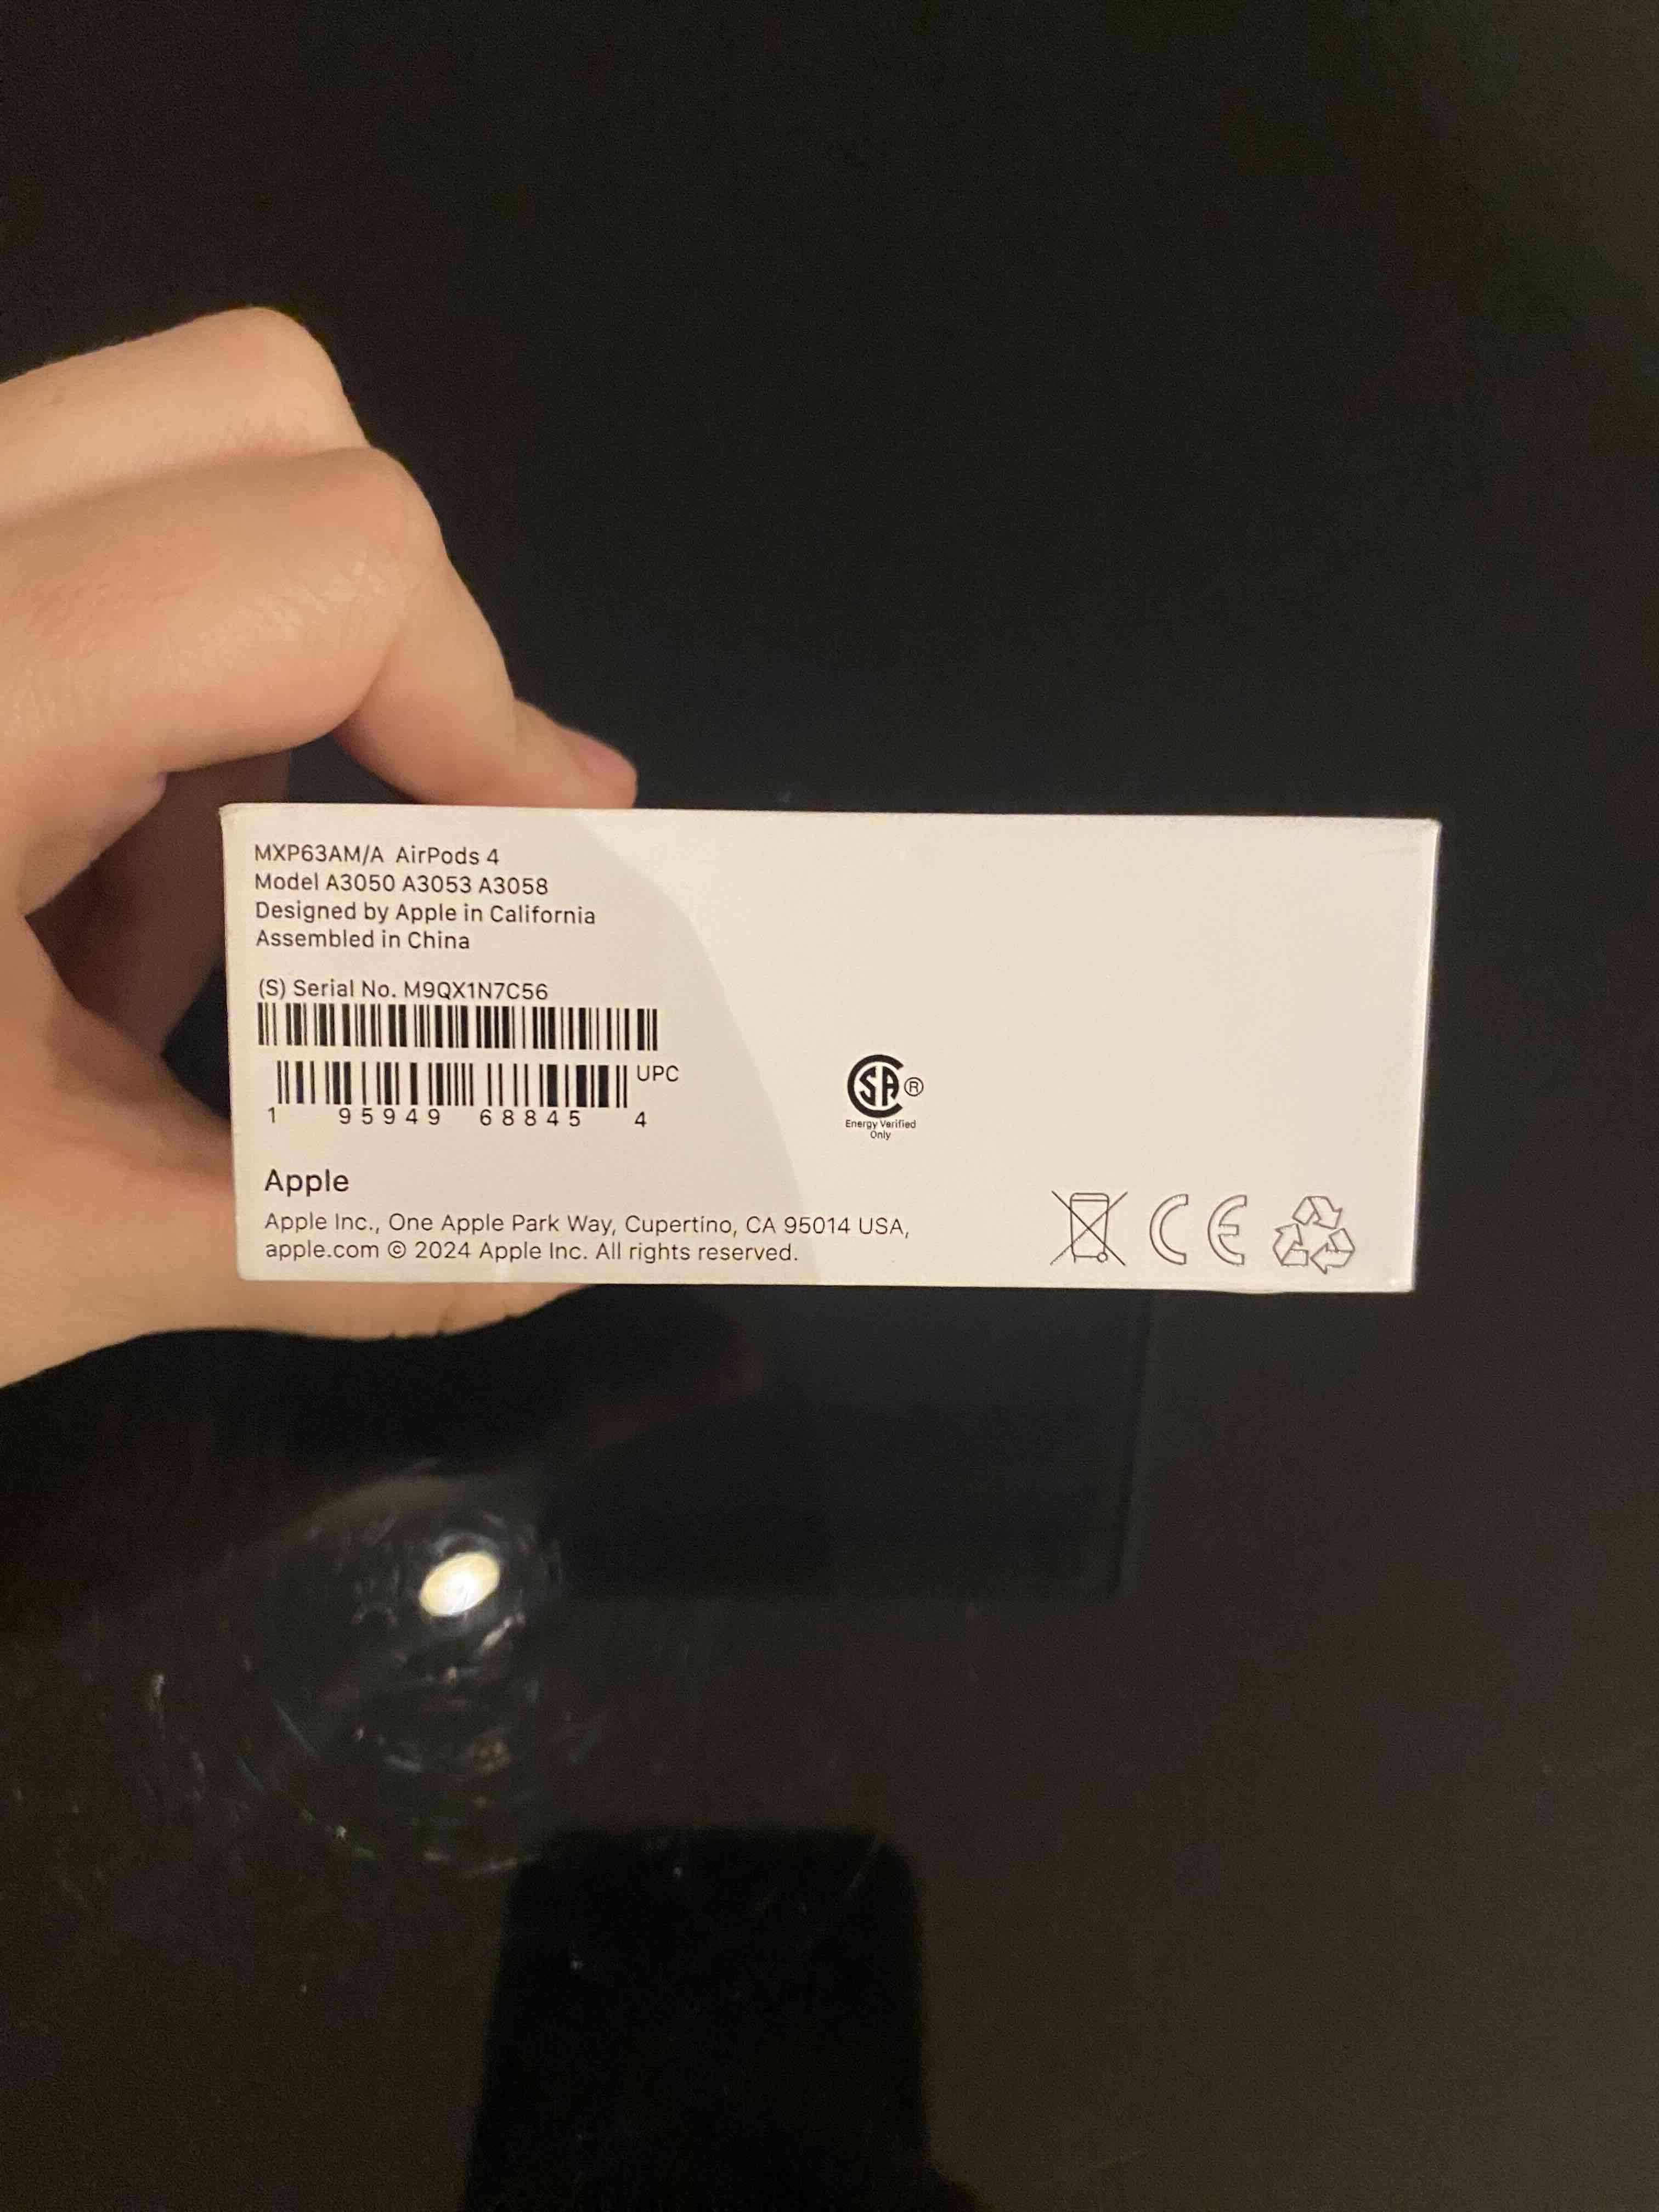 MXP63AM/A AirPods 4
Model A3050 A3053 A3058
Designed by Apple in California
Assembled in China
(S) Serial No. M9QX1N7C56
UPC
1 95949 68845 4
SA®
Energy Verified
Only
Apple
Apple Inc., One Apple Park Way, Cupertino, CA 95014 USA,
apple.com © 2024 Apple Inc. All rights reserved.
CE